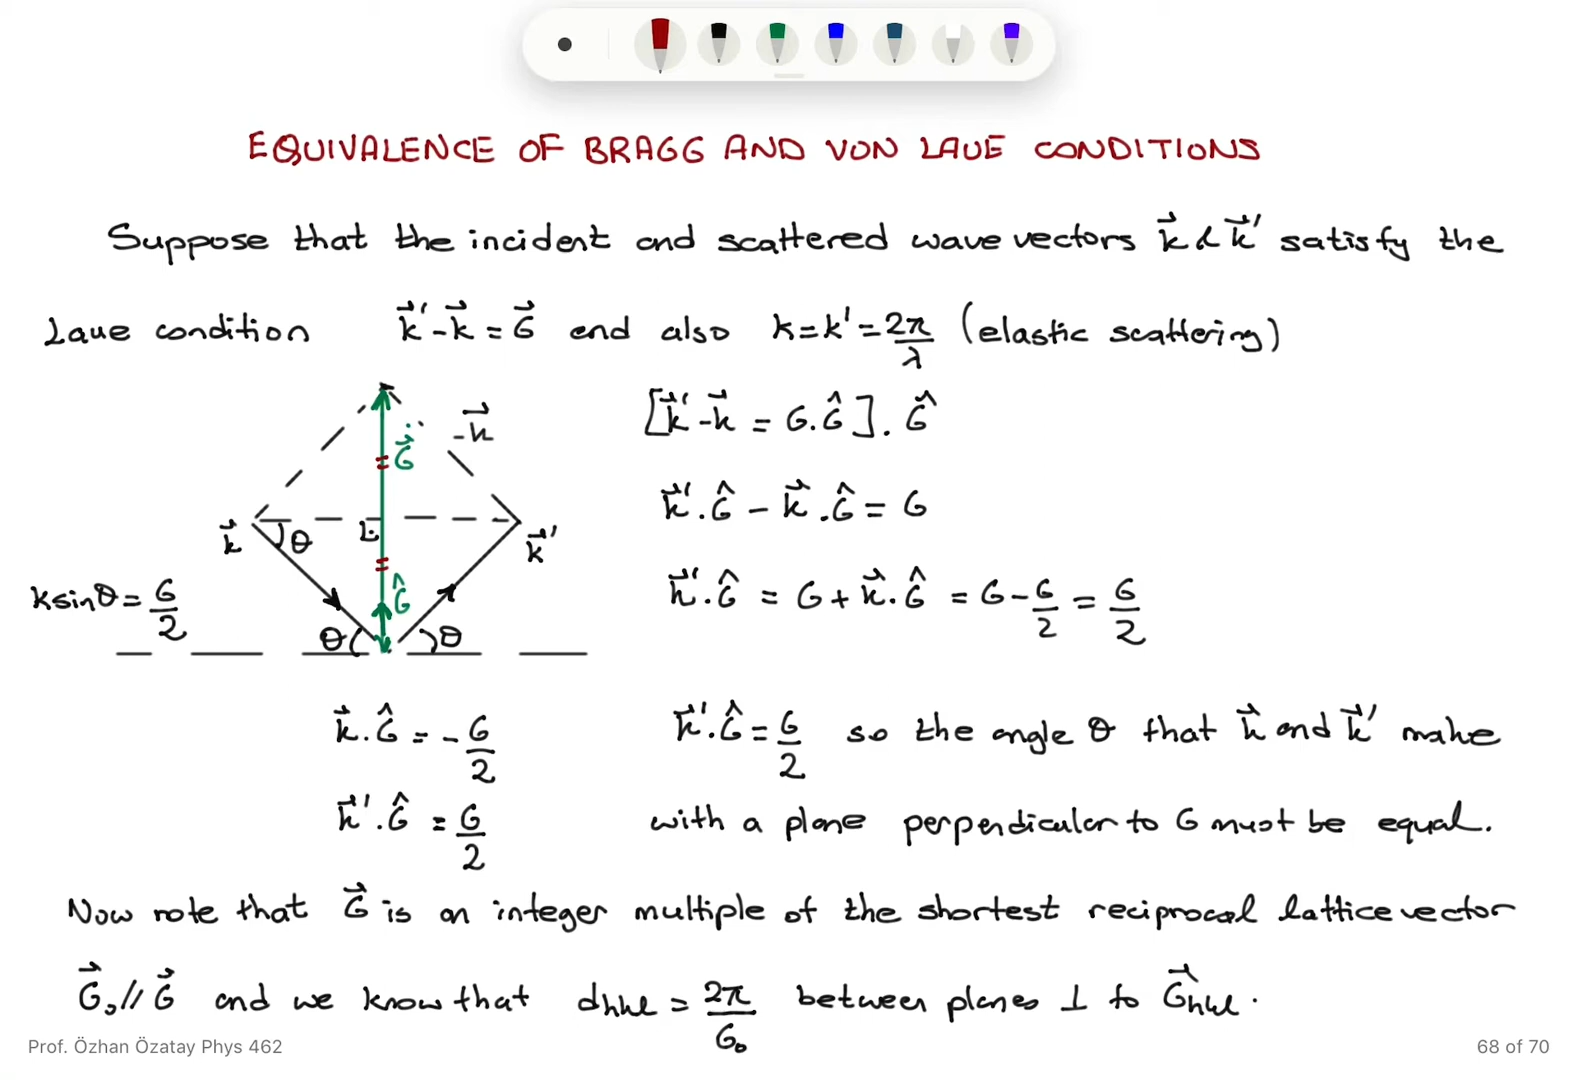 EQUIVALENCE OF BRAGG AND VON LAUE CONDITIONS
Suppose that the incident and scattered wave vectors k⃗ & k⃗' satisfy the
Laue condition k⃗' - k⃗ = G⃗ and also k = k' = 2π/λ (elastic scattering)
[k⃗' - k⃗ = G.Ĝ].Ĝ
-k⃗
G⃗
k⃗'.Ĝ - k⃗.Ĝ = G
k⃗
θ
k⃗'
k sinθ = G/2
Ĝ
k⃗'.Ĝ = G + k⃗.Ĝ = G - G/2 = G/2
θ
θ
k⃗.Ĝ = -G/2
k⃗'.Ĝ = G/2
k⃗'.Ĝ = G/2 so the angle θ that k⃗ and k⃗' make
with a plane perpendicular to G must be equal.
Now note that G⃗ is an integer multiple of the shortest reciprocal lattice vector
G⃗₀ // G⃗ and we know that dhkl = 2π/G₀ between planes ⊥ to G⃗hkl.
Prof. Özhan Özatay Phys 462
68 of 70